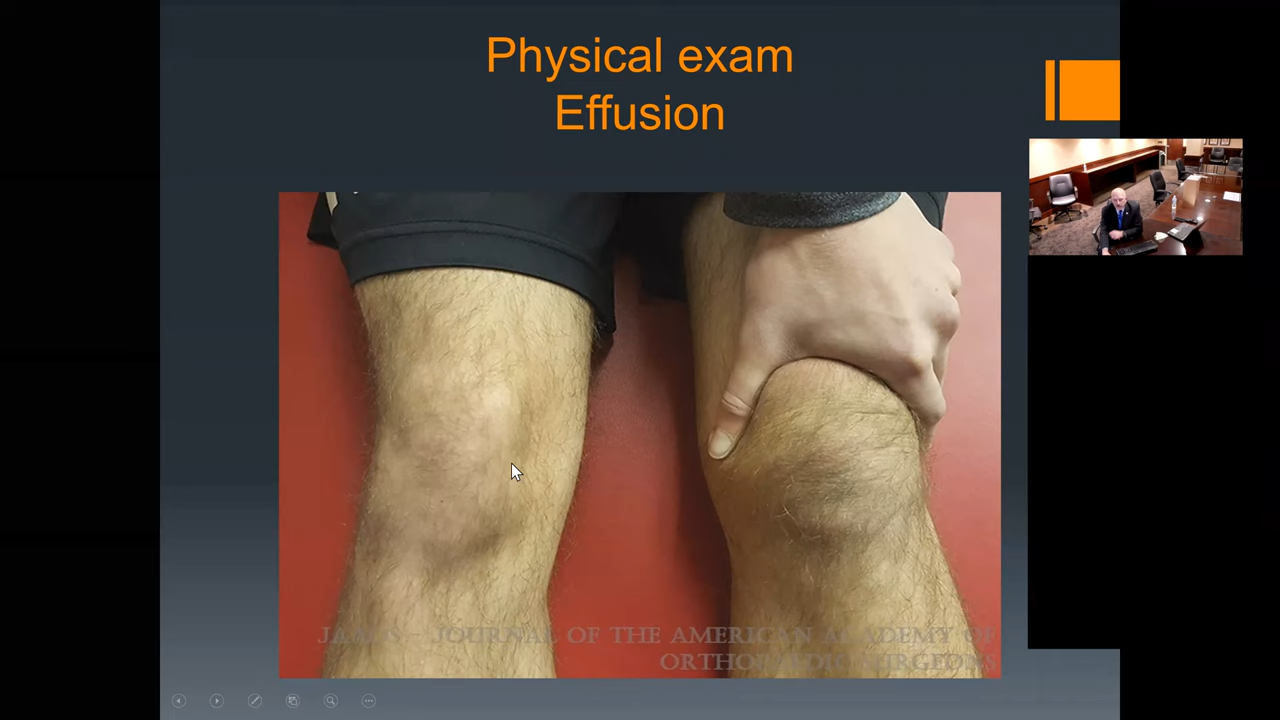 Physical exam
Effusion
JAAOS - JOURNAL OF THE AMERICAN ACADEMY OF
ORTHOPAEDIC SURGEONS